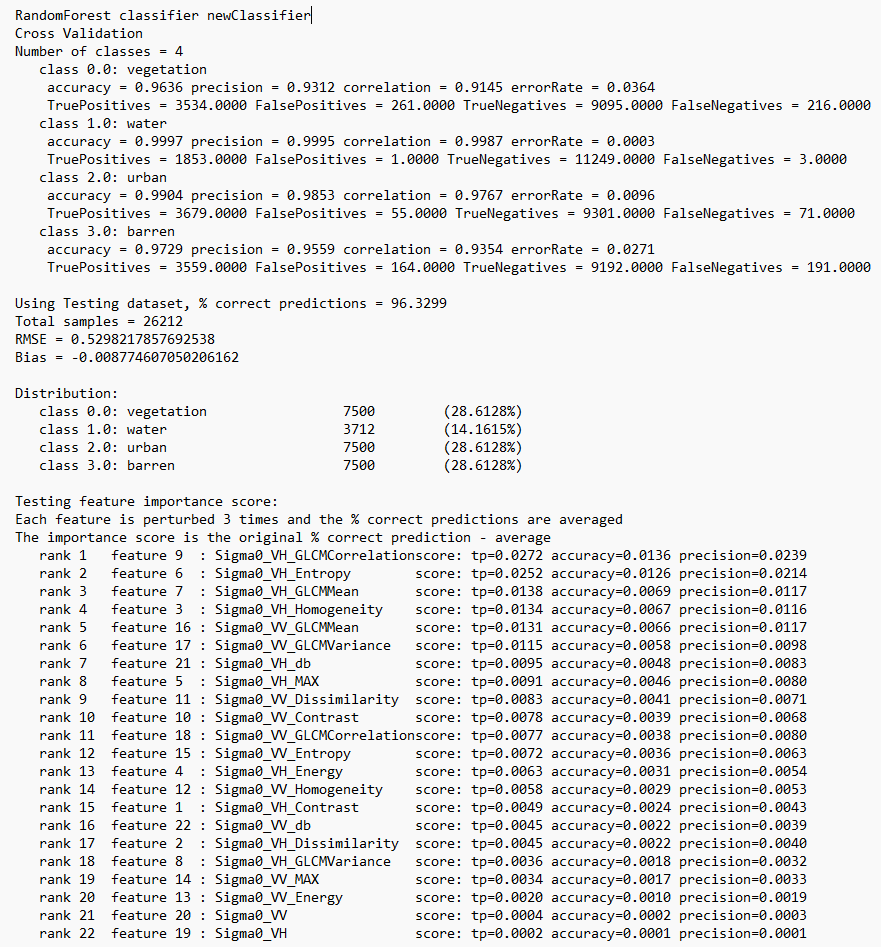 RandomForest classifier newClassifier
Cross Validation
Number of classes = 4
class 0.0: vegetation
accuracy = 0.9636 precision = 0.9312 correlation = 0.9145 errorRate = 0.0364
TruePositives = 3534.0000 FalsePositives = 261.0000 TrueNegatives = 9095.0000 FalseNegatives = 216.0000
class 1.0: water
accuracy = 0.9997 precision = 0.9995 correlation = 0.9987 errorRate = 0.0003
TruePositives = 1853.0000 FalsePositives = 1.0000 TrueNegatives = 11249.0000 FalseNegatives = 3.0000
class 2.0: urban
accuracy = 0.9904 precision = 0.9853 correlation = 0.9767 errorRate = 0.0096
TruePositives = 3679.0000 FalsePositives = 55.0000 TrueNegatives = 9301.0000 FalseNegatives = 71.0000
class 3.0: barren
accuracy = 0.9729 precision = 0.9559 correlation = 0.9354 errorRate = 0.0271
TruePositives = 3559.0000 FalsePositives = 164.0000 TrueNegatives = 9192.0000 FalseNegatives = 191.0000
Using Testing dataset, % correct predictions = 96.3299
Total samples = 26212
RMSE = 0.5298217857692538
Bias = -0.008774607050206162
Distribution:
class 0.0: vegetation 7500 (28.6128%)
class 1.0: water 3712 (14.1615%)
class 2.0: urban 7500 (28.6128%)
class 3.0: barren 7500 (28.6128%)
Testing feature importance score:
Each feature is perturbed 3 times and the % correct predictions are averaged
The importance score is the original % correct prediction - average
rank 1 feature 9 : Sigma0_VH_GLCMCorrelationscore: tp=0.0272 accuracy=0.0136 precision=0.0239
rank 2 feature 6 : Sigma0_VH_Entropy score: tp=0.0252 accuracy=0.0126 precision=0.0214
rank 3 feature 7 : Sigma0_VH_GLCMMean score: tp=0.0138 accuracy=0.0069 precision=0.0117
rank 4 feature 3 : Sigma0_VH_Homogeneity score: tp=0.0134 accuracy=0.0067 precision=0.0116
rank 5 feature 16 : Sigma0_VV_GLCMMean score: tp=0.0131 accuracy=0.0066 precision=0.0117
rank 6 feature 17 : Sigma0_VV_GLCMVariance score: tp=0.0115 accuracy=0.0058 precision=0.0098
rank 7 feature 21 : Sigma0_VH_db score: tp=0.0095 accuracy=0.0048 precision=0.0083
rank 8 feature 5 : Sigma0_VH_MAX score: tp=0.0091 accuracy=0.0046 precision=0.0080
rank 9 feature 11 : Sigma0_VV_Dissimilarity score: tp=0.0083 accuracy=0.0041 precision=0.0071
rank 10 feature 10 : Sigma0_VV_Contrast score: tp=0.0078 accuracy=0.0039 precision=0.0068
rank 11 feature 18 : Sigma0_VV_GLCMCorrelationscore: tp=0.0077 accuracy=0.0038 precision=0.0080
rank 12 feature 15 : Sigma0_VV_Entropy score: tp=0.0072 accuracy=0.0036 precision=0.0063
rank 13 feature 4 : Sigma0_VH_Energy score: tp=0.0063 accuracy=0.0031 precision=0.0054
rank 14 feature 12 : Sigma0_VV_Homogeneity score: tp=0.0058 accuracy=0.0029 precision=0.0053
rank 15 feature 1 : Sigma0_VH_Contrast score: tp=0.0049 accuracy=0.0024 precision=0.0043
rank 16 feature 22 : Sigma0_VV_db score: tp=0.0045 accuracy=0.0022 precision=0.0039
rank 17 feature 2 : Sigma0_VH_Dissimilarity score: tp=0.0045 accuracy=0.0022 precision=0.0040
rank 18 feature 8 : Sigma0_VH_GLCMVariance score: tp=0.0036 accuracy=0.0018 precision=0.0032
rank 19 feature 14 : Sigma0_VV_MAX score: tp=0.0034 accuracy=0.0017 precision=0.0033
rank 20 feature 13 : Sigma0_VV_Energy score: tp=0.0020 accuracy=0.0010 precision=0.0019
rank 21 feature 20 : Sigma0_VV score: tp=0.0004 accuracy=0.0002 precision=0.0003
rank 22 feature 19 : Sigma0_VH score: tp=0.0002 accuracy=0.0001 precision=0.0001